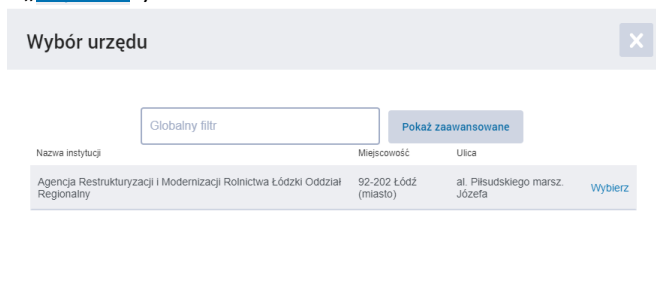 Wybór urzędu
Globalny filtr
Pokaż zaawansowane
Nazwa instytucji Miejscowość Ulica
Agencja Restrukturyzacji i Modernizacji Rolnictwa Łódzki Oddział 92-202 Łódź al. Piłsudskiego marsz. Wybierz
Regionalny (miasto) Józefa